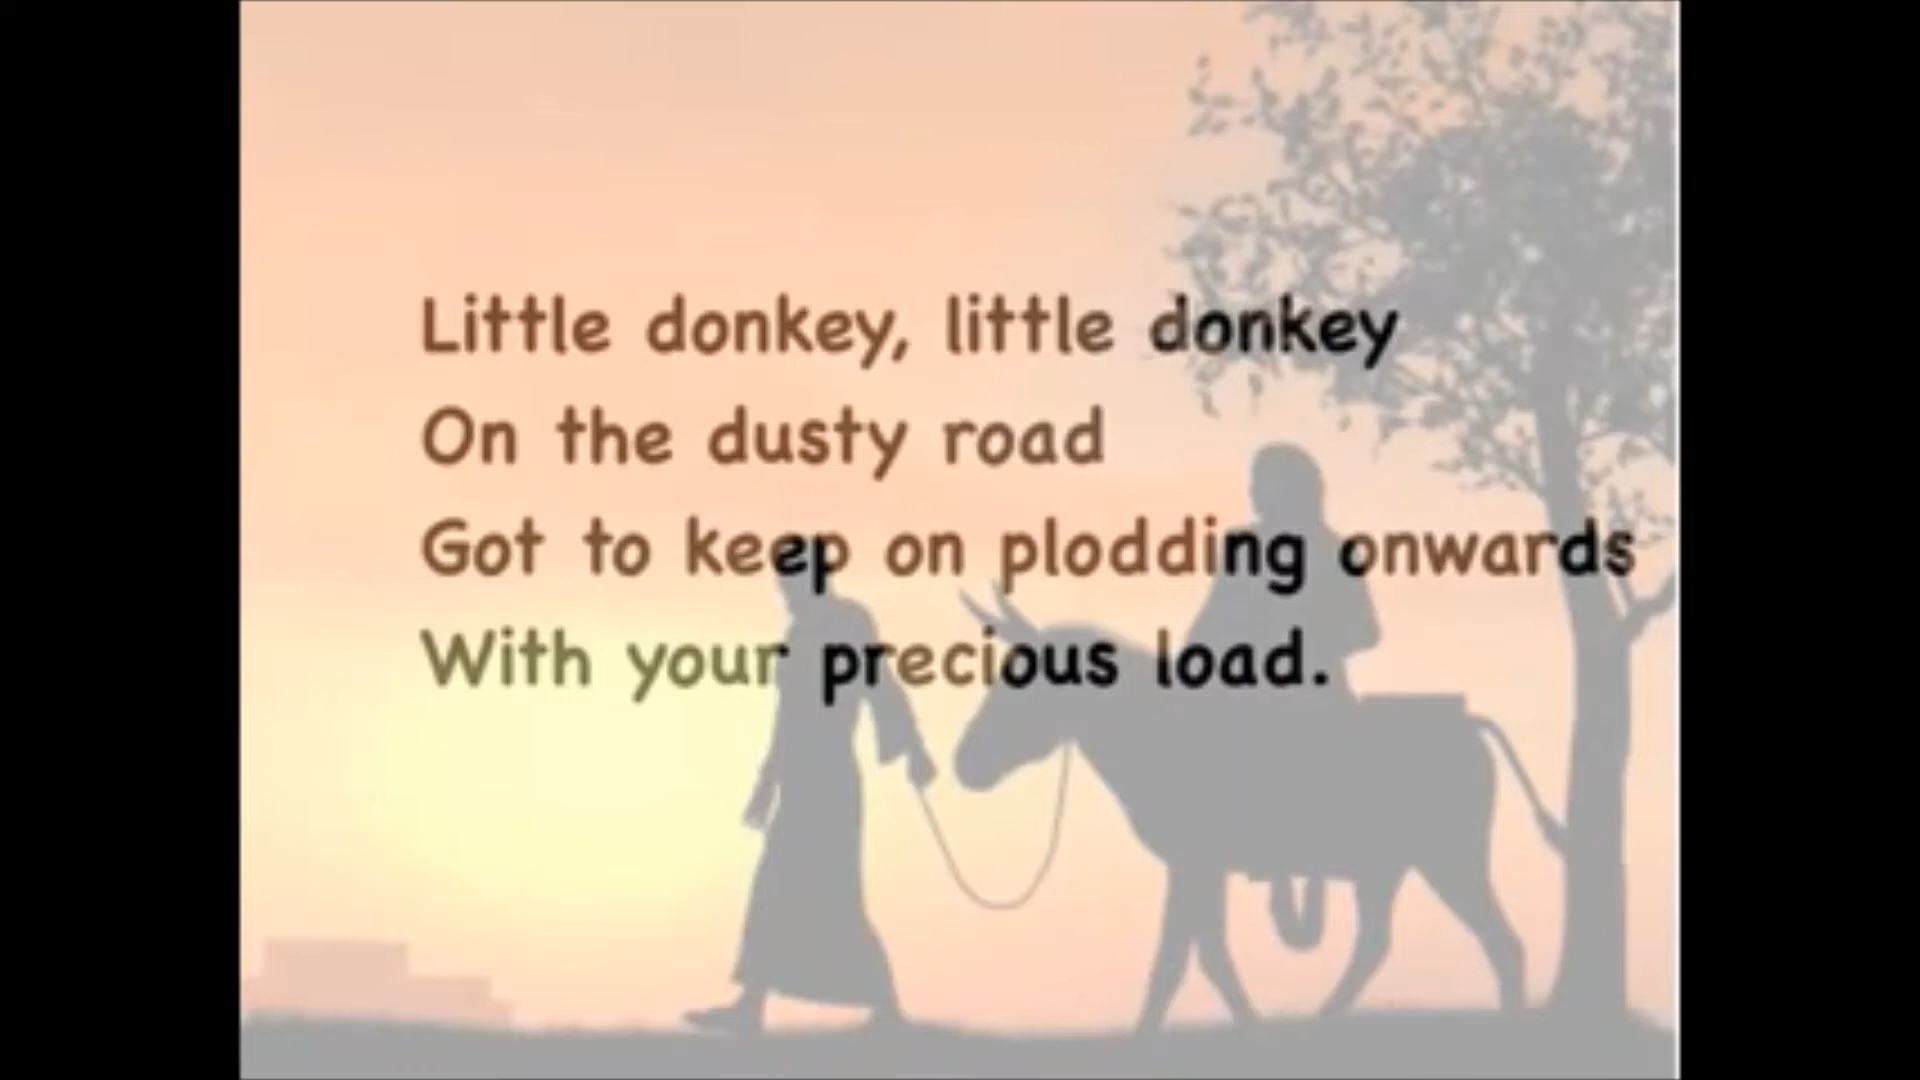 Little donkey, little donkey
On the dusty road
Got to keep on plodding onwards
With your precious load.